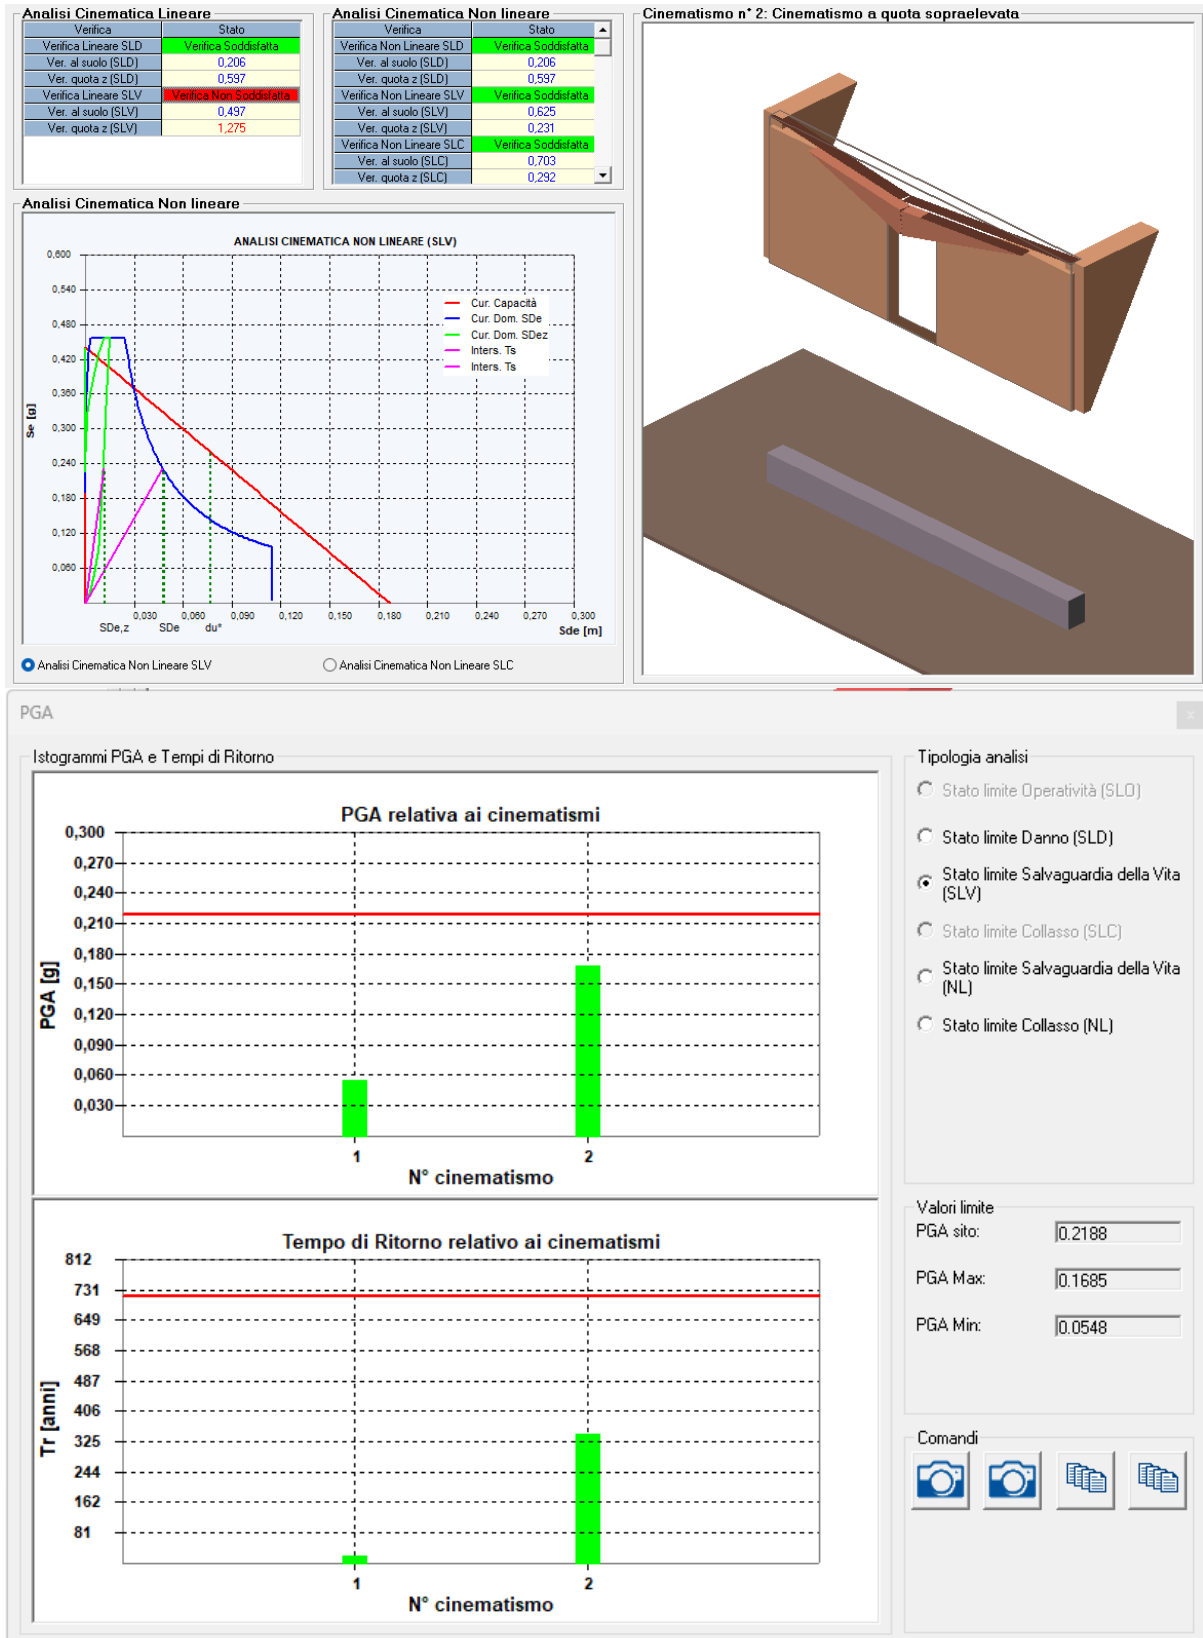 Analisi Cinematica Lineare
Verifica Stato
Verifica Lineare SLD Verifica Soddisfatta
Ver. al suolo (SLD) 0,206
Ver. quota z (SLD) 0,597
Verifica Lineare SLV Verifica Non Soddisfatta
Ver. al suolo (SLV) 0,497
Ver. quota z (SLV) 1,275
Analisi Cinematica Non lineare
Verifica Stato
Verifica Non Lineare SLD Verifica Soddisfatta
Ver. al suolo (SLD) 0,206
Ver. quota z (SLD) 0,597
Verifica Non Lineare SLV Verifica Soddisfatta
Ver. al suolo (SLV) 0,625
Ver. quota z (SLV) 0,231
Verifica Non Lineare SLC Verifica Soddisfatta
Ver. al suolo (SLC) 0,703
Ver. quota z (SLC) 0,292
Cinematismo n° 2: Cinematismo a quota sopraelevata
Analisi Cinematica Non lineare
ANALISI CINEMATICA NON LINEARE (SLV)
0,600
0,540
0,480
0,420
0,360
0,300
0,240
0,180
0,120
0,060
Se [g]
Cur. Capacità
Cur. Dom. SDe
Cur. Dom. SDez
Inters. Ts
Inters. Ts
0,030 0,060 0,090 0,120 0,150 0,180 0,210 0,240 0,270 0,300
SDe,z SDe du* Sde [m]
Analisi Cinematica Non Lineare SLV
Analisi Cinematica Non Lineare SLC
PGA
x
Istogrammi PGA e Tempi di Ritorno
PGA relativa ai cinematismi
0,300
0,270
0,240
0,210
0,180
0,150
0,120
0,090
0,060
0,030
PGA [g]
1 2
N° cinematismo
Tempo di Ritorno relativo ai cinematismi
812
731
649
568
487
406
325
244
162
81
Tr [anni]
1 2
N° cinematismo
Tipologia analisi
Stato limite Operatività (SLO)
Stato limite Danno (SLD)
Stato limite Salvaguardia della Vita
(SLV)
Stato limite Collasso (SLC)
Stato limite Salvaguardia della Vita
(NL)
Stato limite Collasso (NL)
Valori limite
PGA sito: 0.2188
PGA Max: 0.1685
PGA Min: 0.0548
Comandi